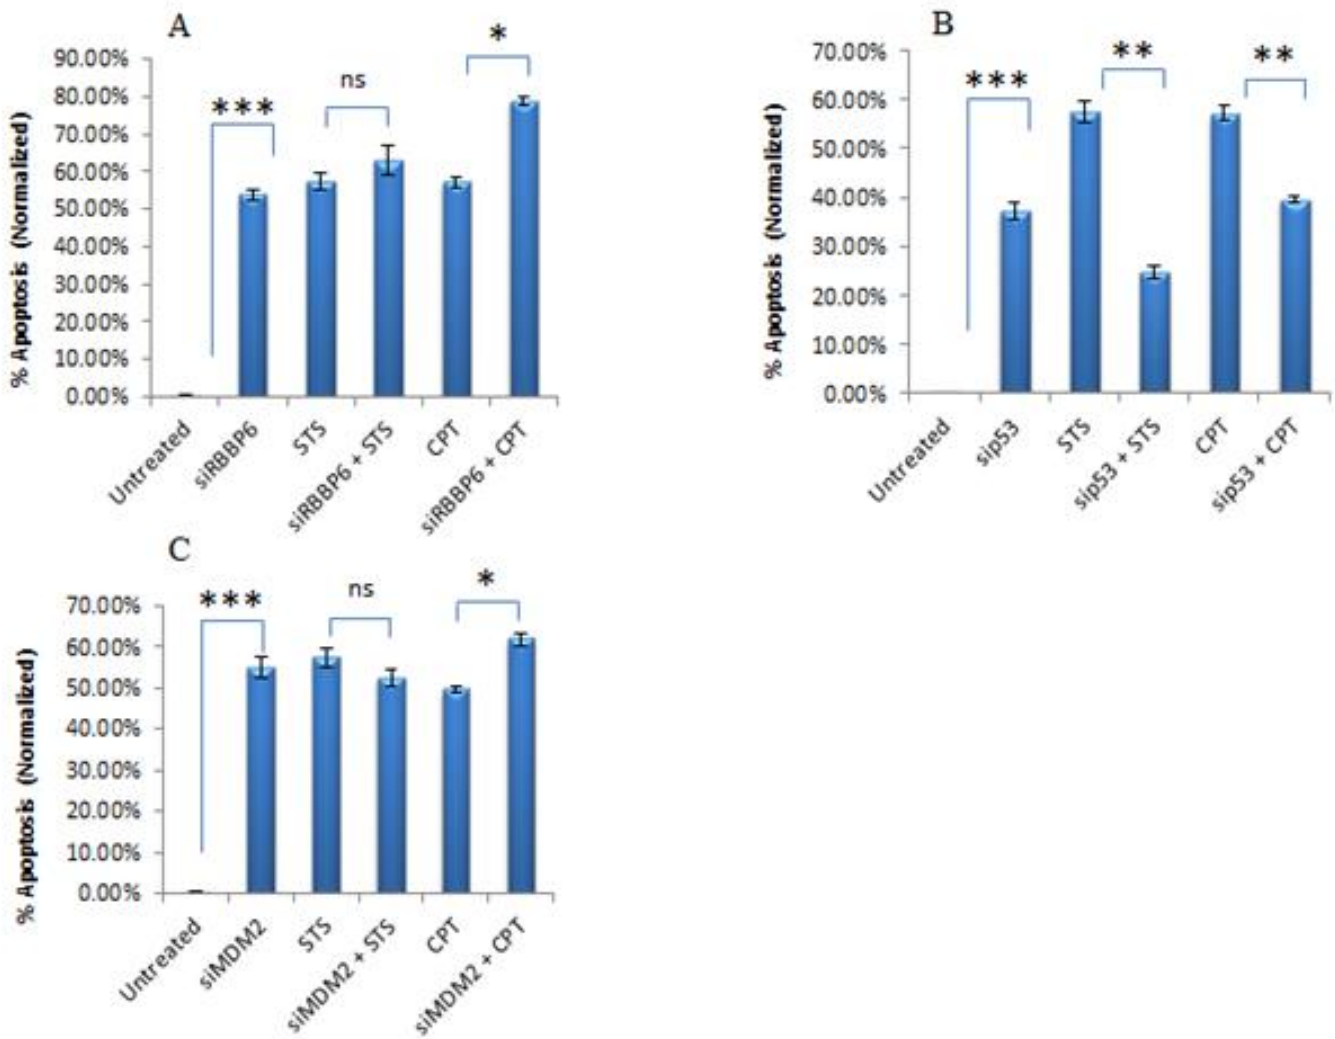 A
*
ns
***
90.00%
80.00%
70.00%
60.00%
50.00%
40.00%
30.00%
20.00%
10.00%
0.00%
% Apoptosis (Normalized)
Untreated
siRBBP6
STS
siRBBP6 + STS
CPT
siRBBP6 + CPT
B
**
**
***
70.00%
60.00%
50.00%
40.00%
30.00%
20.00%
10.00%
0.00%
% Apoptosis (Normalized)
Untreated
sip53
STS
sip53 + STS
CPT
sip53 + CPT
C
*
ns
***
70.00%
60.00%
50.00%
40.00%
30.00%
20.00%
10.00%
0.00%
% Apoptosis (Normalized)
Untreated
siMDM2
STS
siMDM2 + STS
CPT
siMDM2 + CPT